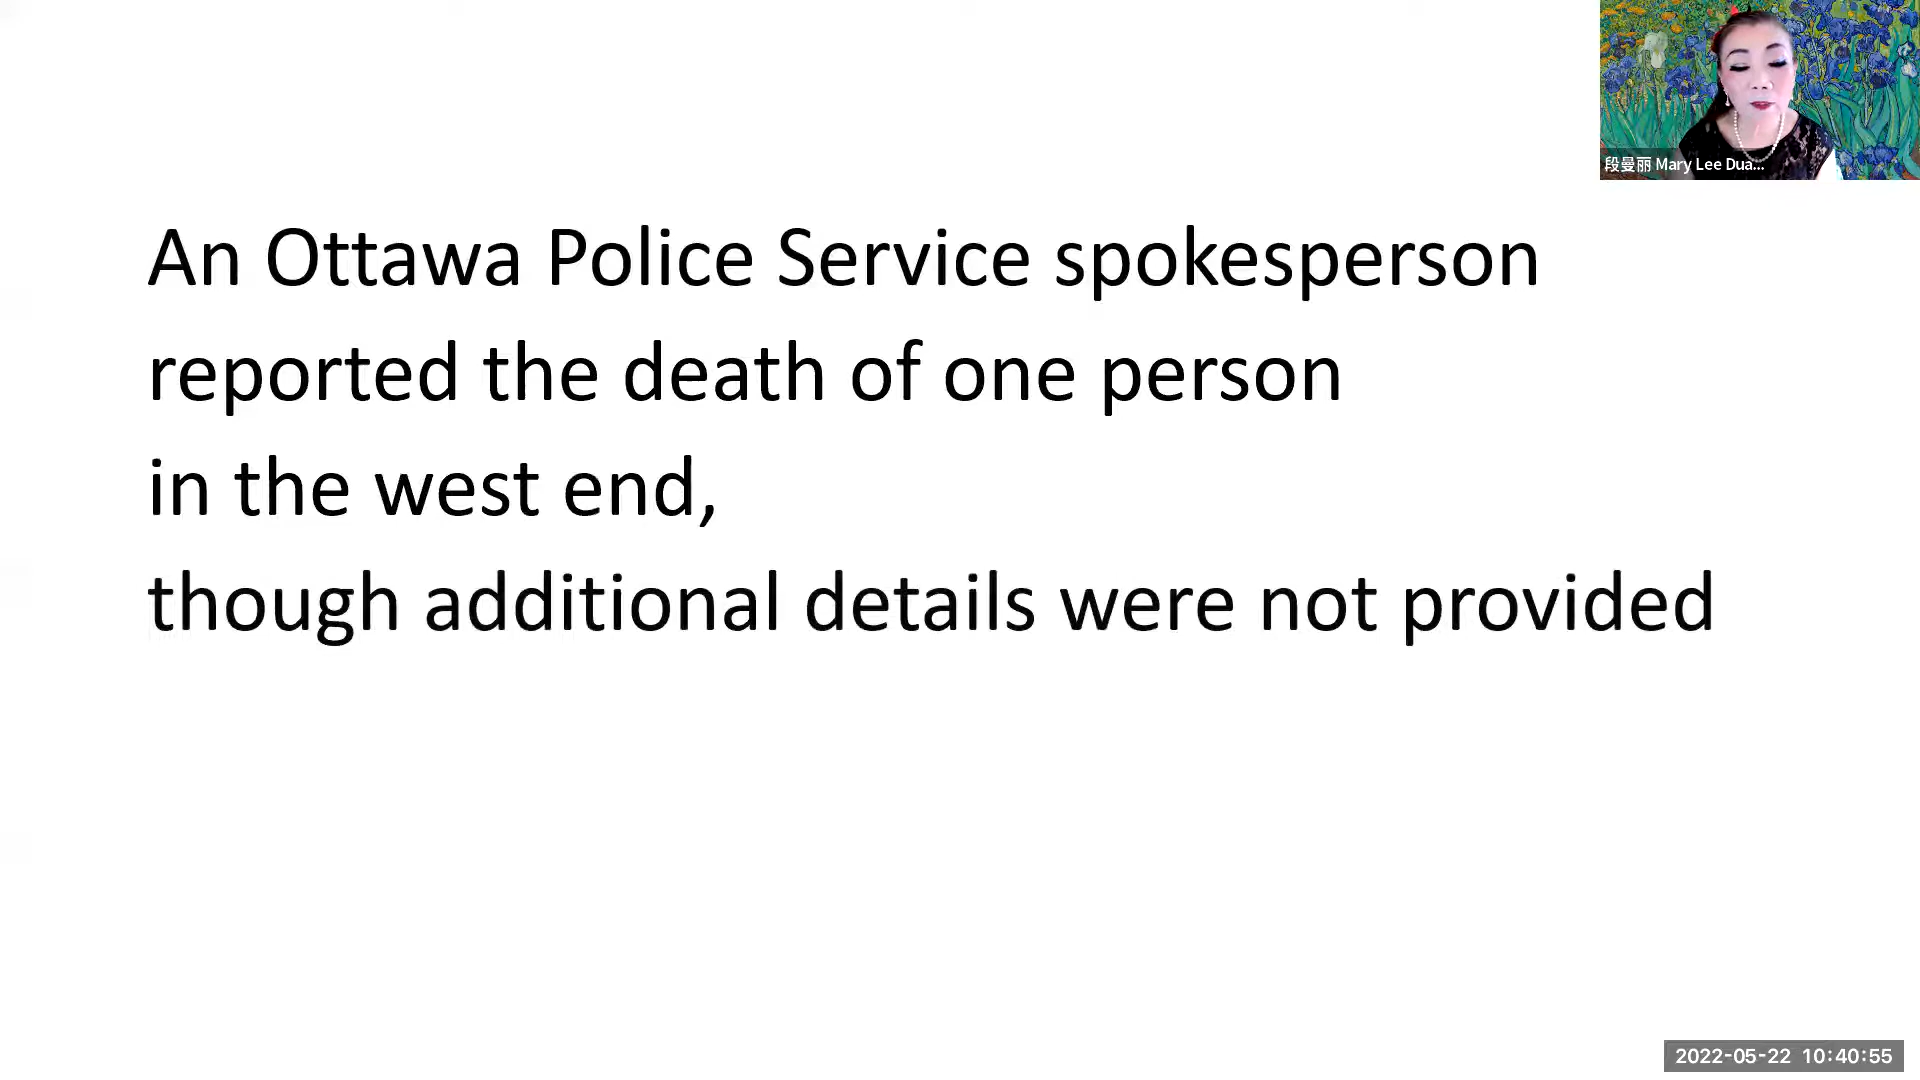 段曼丽 Mary Lee Dua...
An Ottawa Police Service spokesperson
reported the death of one person
in the west end,
though additional details were not provided
2022-05-22 10:40:55